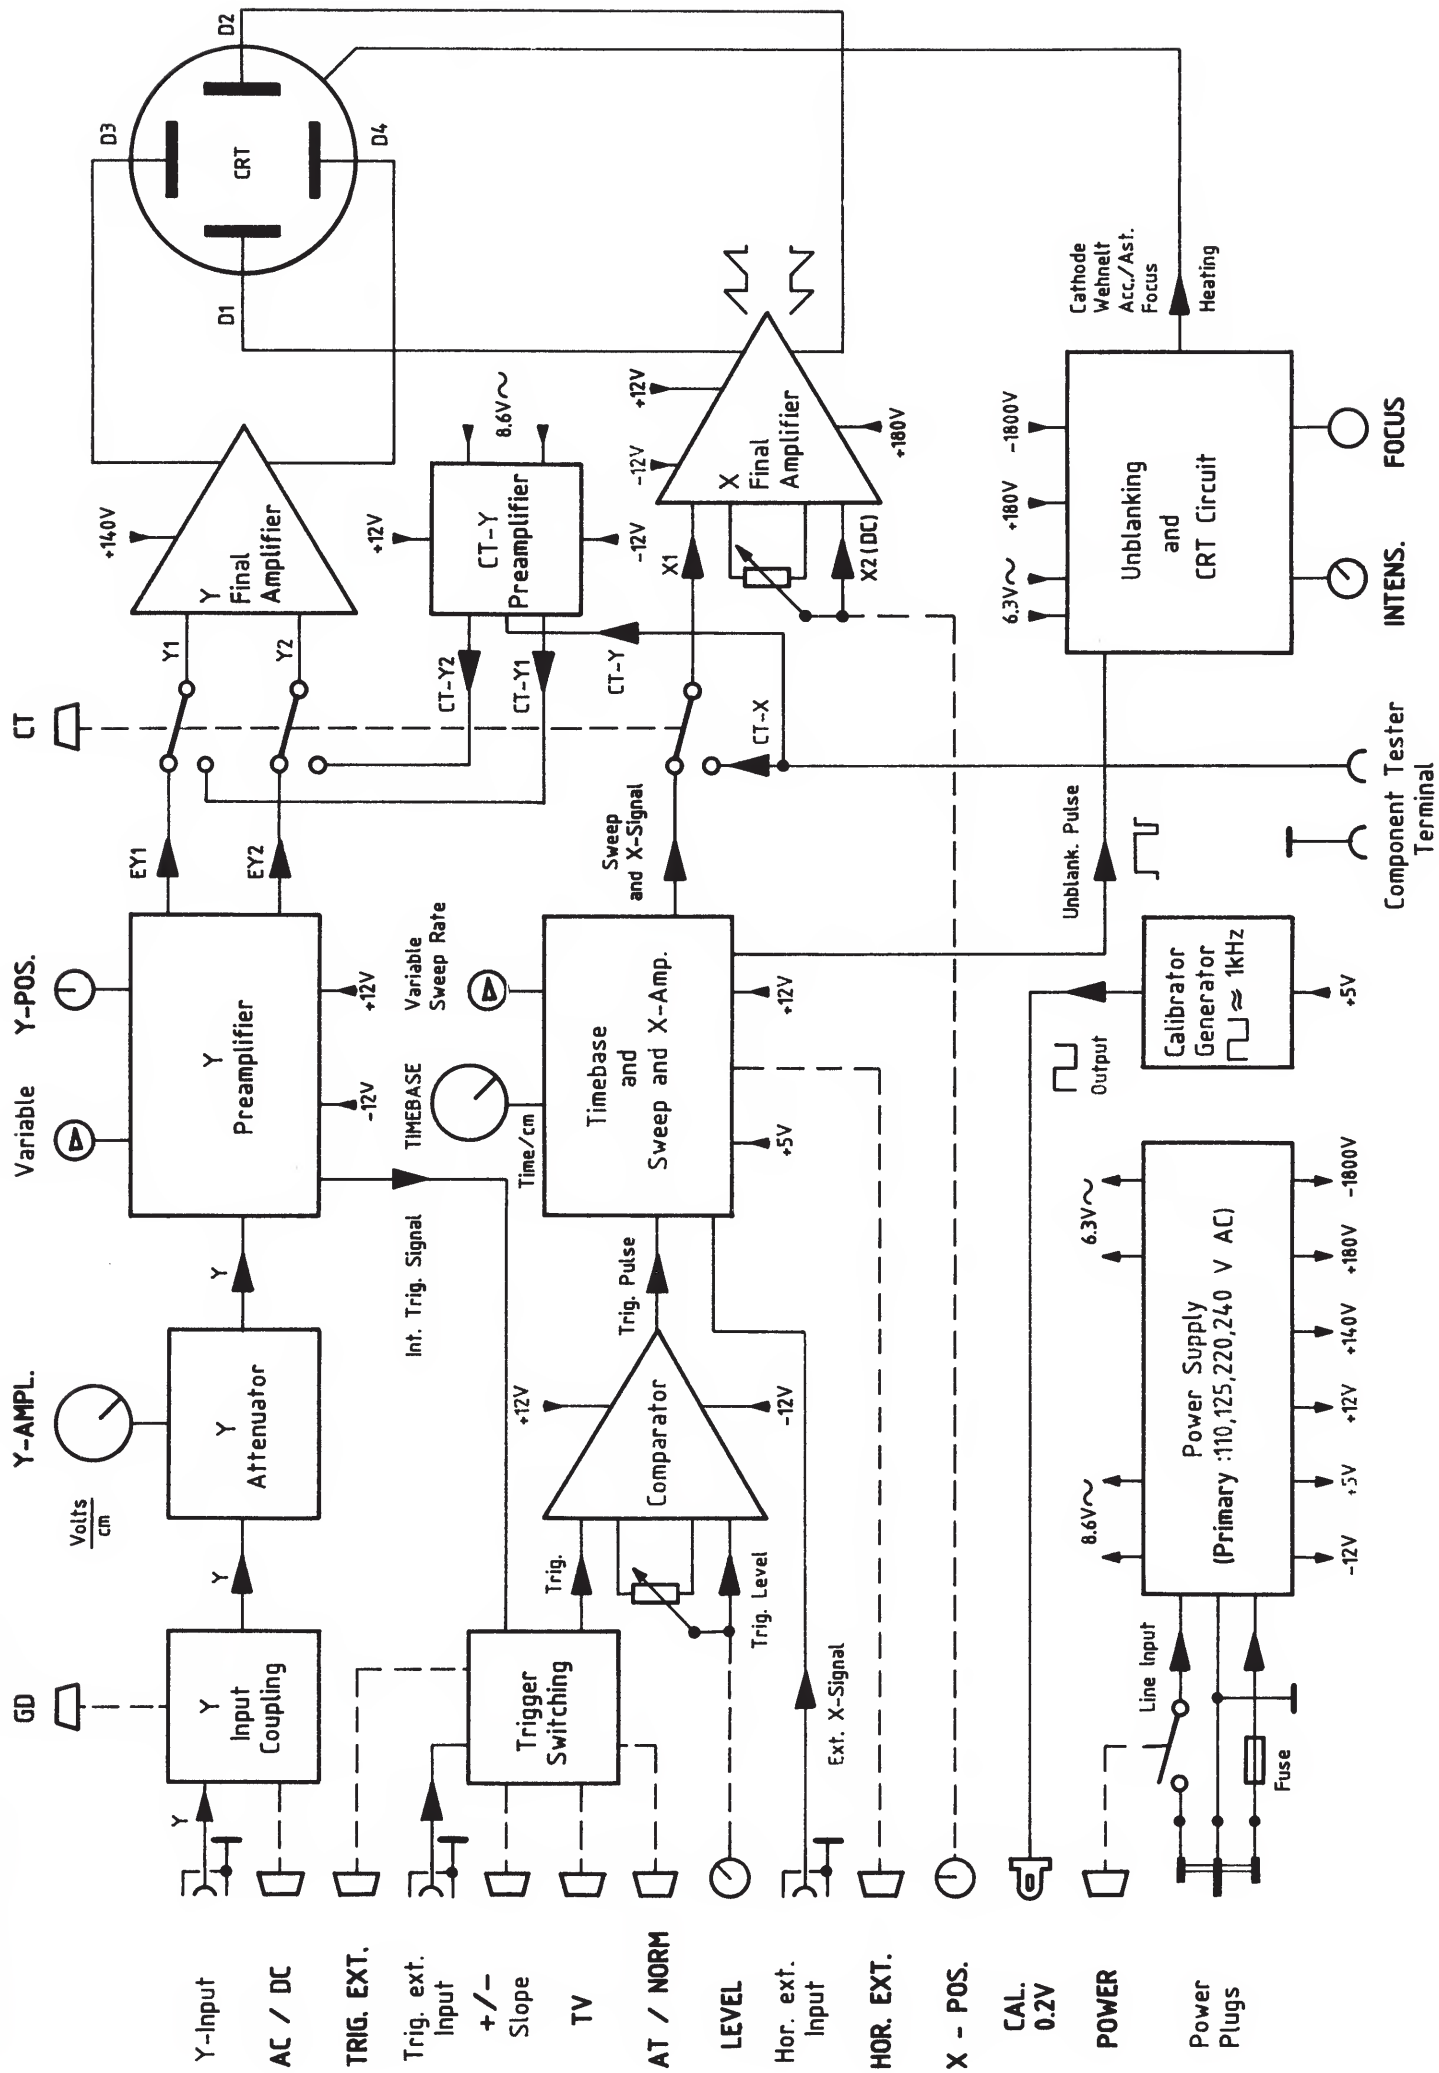 Y-Input
AC / DC
TRIG. EXT.
Trig. ext.
Input
+/−
Slope
TV
AT / NORM
LEVEL
Hor. ext.
Input
HOR. EXT.
X - POS.
CAL.
0.2V
POWER
Power
Plugs
GD
Y
Y
Input
Coupling
Y
Volts
cm
Y-AMPL.
Y
Attenuator
Y
Variable
Y-POS.
Y
Preamplifier
-12V
+12V
EY1
EY2
CT
Y1
Y2
Y
Final
Amplifier
+140V
D3
D2
D1
D4
CRT
Int. Trig. Signal
Trigger
Switching
Trig.
Trig. Level
Comparator
+12V
-12V
Trig. Pulse
TIMEBASE
Time/cm
Variable
Sweep Rate
Timebase
and
Sweep and X-Amp.
+5V
+12V
Sweep
and X-Signal
CT-Y2
CT-Y1
CT-Y
CT-X
CT-Y
Preamplifier
+12V
-12V
8.6V~
X1
X2(DC)
X
Final
Amplifier
-12V
+12V
+180V
Ext. X-Signal
Line Input
Fuse
Power Supply
(Primary :110,125,220,240 V AC)
8.6V~
6.3V~
-12V
+5V
+12V
+140V
+180V
-1800V
Output
Calibrator
Generator
≈ 1kHz
+5V
Unblank. Pulse
Component Tester
Terminal
Unblanking
and
CRT Circuit
6.3V~
+180V
-1800V
INTENS.
FOCUS
Cathode
Wehnelt
Acc./Ast.
Focus
Heating